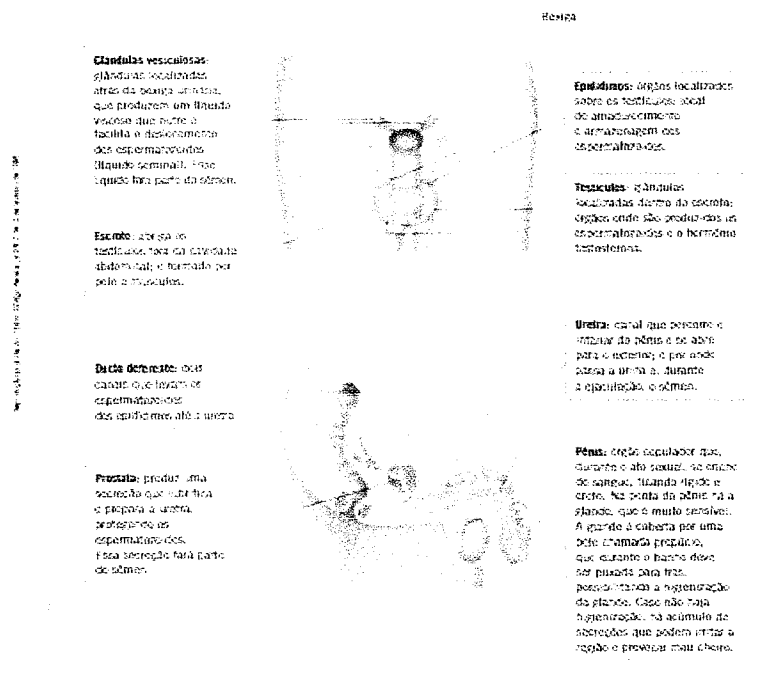 Bexiga
Glândulas vesiculosas:
glândulas localizadas
atrás da bexiga urinária,
que produzem um líquido
viscoso que nutre e
facilita o deslocamento
dos espermatozoides
(líquido seminal). Esse
líquido fará parte do sêmen.
Escroto: abriga os
testículos fora da cavidade
abdominal; é formado por
pele e músculos.
Ducto deferente: dois
canais que levam os
espermatozoides
dos epidídimos até a uretra.
Próstata: produz uma
secreção que lubrifica
e prepara a uretra,
protegendo os
espermatozoides.
Essa secreção fará parte
do sêmen.
Epidídimos: órgãos localizados
sobre os testículos; local
de amadurecimento
e armazenagem dos
espermatozoides.
Testículos: glândulas
localizadas dentro do escroto;
órgãos onde são produzidos os
espermatozoides e o hormônio
testosterona.
Uretra: canal que percorre o
interior do pênis e se abre
para o exterior; é por onde
passa a urina e, durante
a ejaculação, o sêmen.
Pênis: órgão copulador que,
durante o ato sexual, se enche
de sangue, ficando rígido e
ereto. Na ponta do pênis há a
glande, que é muito sensível.
A glande é coberta por uma
pele chamada prepúcio,
que durante o banho deve
ser puxada para trás,
possibilitando a higienização
da glande. Caso não haja
higienização, há acúmulo de
secreções que podem irritar a
região e provocar mau cheiro.